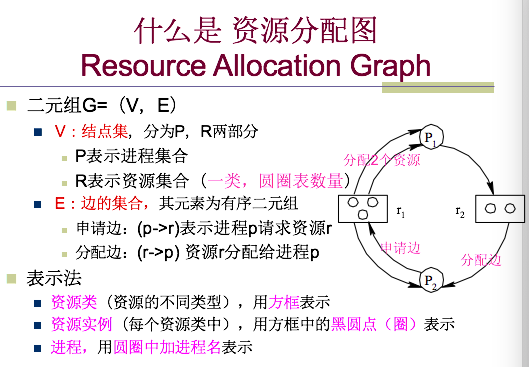 什么是 资源分配图
Resource Allocation Graph
二元组G=（V，E）
V：结点集，分为P，R两部分
P表示进程集合
R表示资源集合（一类，圆圈表数量）
E：边的集合，其元素为有序二元组
申请边：(p->r)表示进程p请求资源r
分配边：(r->p) 资源r分配给进程p
表示法
资源类（资源的不同类型），用方框表示
资源实例（每个资源类中），用方框中的黑圆点（圈）表示
进程，用圆圈中加进程名表示
P1
分配2个资源
r1
r2
申请边
分配边
P2